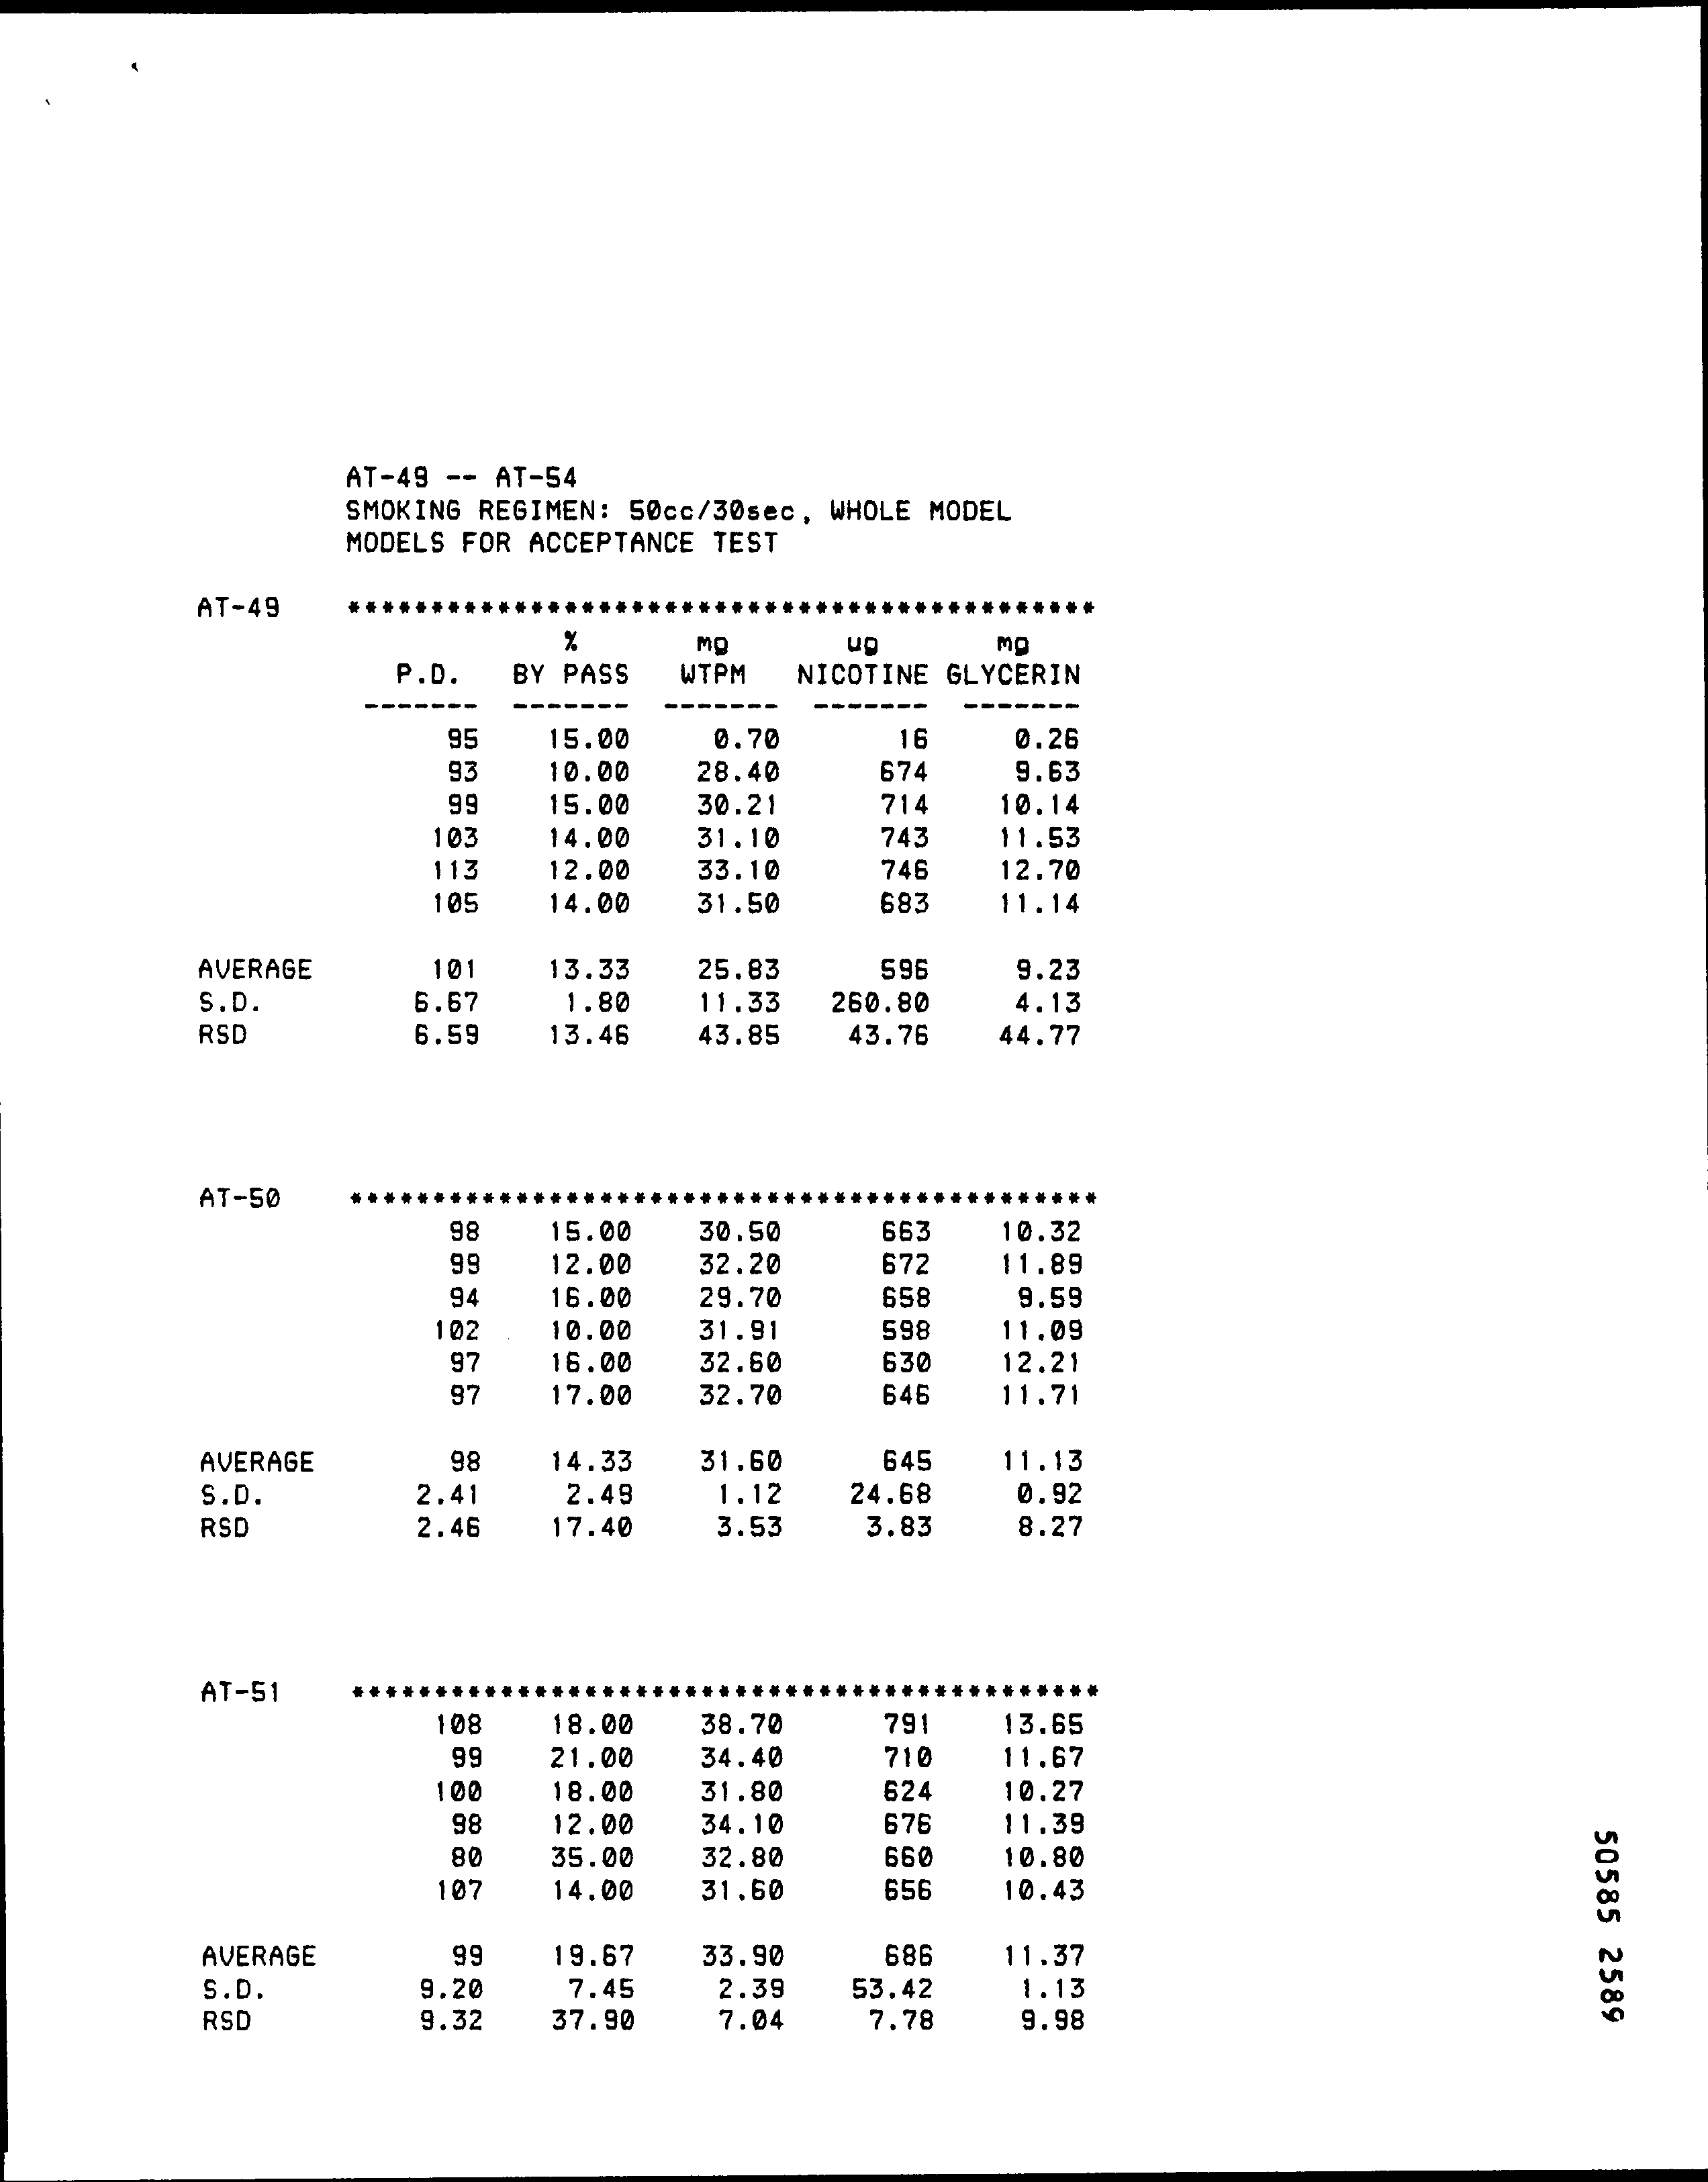 AT-49 -- AT-54
SMOKING REGIMEN: 50cc/30sec, WHOLE MODEL
MODELS FOR ACCEPTANCE TEST
AT-49 *********************************************
% mg ug mg
P.D. BY PASS WTPM NICOTINE GLYCERIN
------- ------- ------- ------- -------
95 15.00 0.70 16 0.26
93 10.00 28.40 674 9.63
99 15.00 30.21 714 10.14
103 14.00 31.10 743 11.53
113 12.00 33.10 746 12.70
105 14.00 31.50 683 11.14
AVERAGE 101 13.33 25.83 596 9.23
S.D. 6.67 1.80 11.33 260.80 4.13
RSD 6.59 13.46 43.85 43.76 44.77
AT-50 *********************************************
98 15.00 30.50 663 10.32
99 12.00 32.20 672 11.89
94 16.00 29.70 658 9.59
102 10.00 31.91 598 11.09
97 16.00 32.60 630 12.21
97 17.00 32.70 646 11.71
AVERAGE 98 14.33 31.60 645 11.13
S.D. 2.41 2.49 1.12 24.68 0.92
RSD 2.46 17.40 3.53 3.83 8.27
AT-51 *********************************************
108 18.00 38.70 791 13.65
99 21.00 34.40 710 11.67
100 18.00 31.80 624 10.27
98 12.00 34.10 676 11.39
80 35.00 32.80 660 10.80
107 14.00 31.60 656 10.43
AVERAGE 99 19.67 33.90 686 11.37
S.D. 9.20 7.45 2.39 53.42 1.13
RSD 9.32 37.90 7.04 7.78 9.98
50585 2589